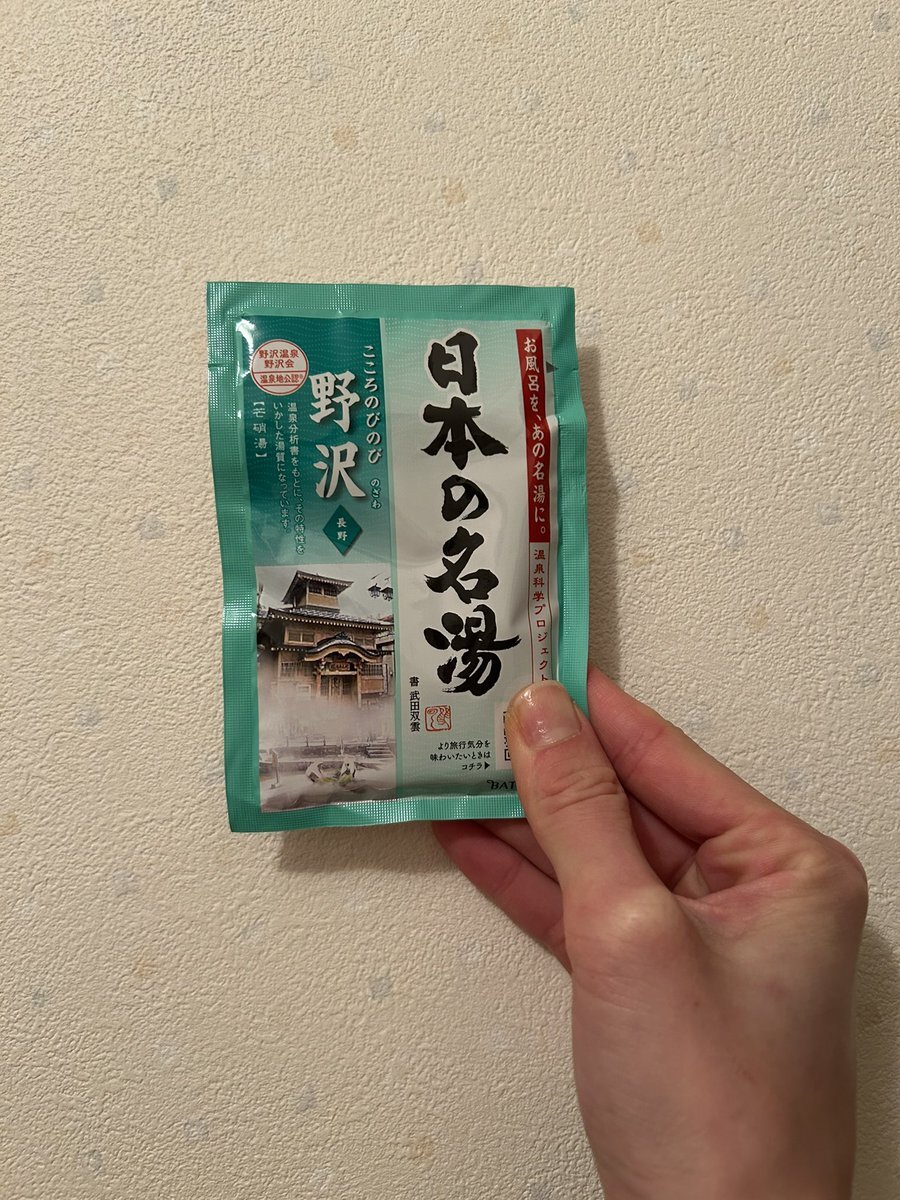 お風呂を、あの名湯に。
温泉科学プロジェクト
日本の名湯
書 武田双雲
より旅行気分を
味わいたいときは
コチラ▶
こころのびのび
野沢
のざわ
長野
野沢温泉
野沢会
温泉地公認®
温泉分析書をもとに、その特性を
いかした湯質になっています。
【芒硝湯】